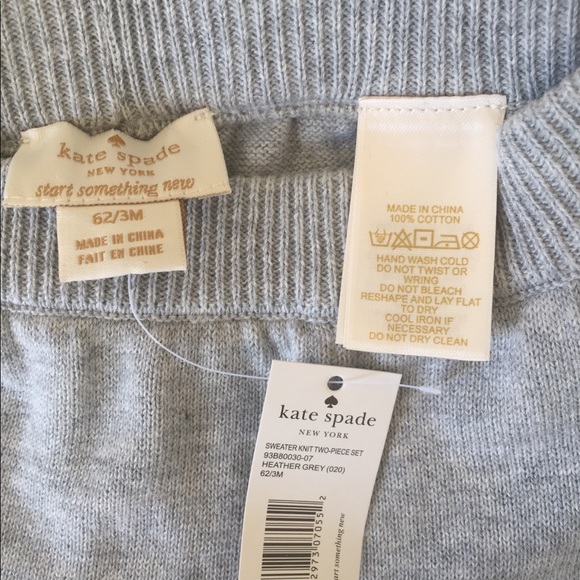 kate spade
NEW YORK
start something new
62/3M
MADE IN CHINA
FAIT EN CHINE
MADE IN CHINA
100% COTTON
HAND WASH COLD
DO NOT TWIST OR
WRING
DO NOT BLEACH
RESHAPE AND LAY FLAT
TO DRY
COOL IRON IF
NECESSARY
DO NOT DRY CLEAN
kate spade
NEW YORK
SWEATER KNIT TWO-PIECE SET
93B80030-07
HEATHER GREY (020)
62/3M
2973 07055 2
start something new